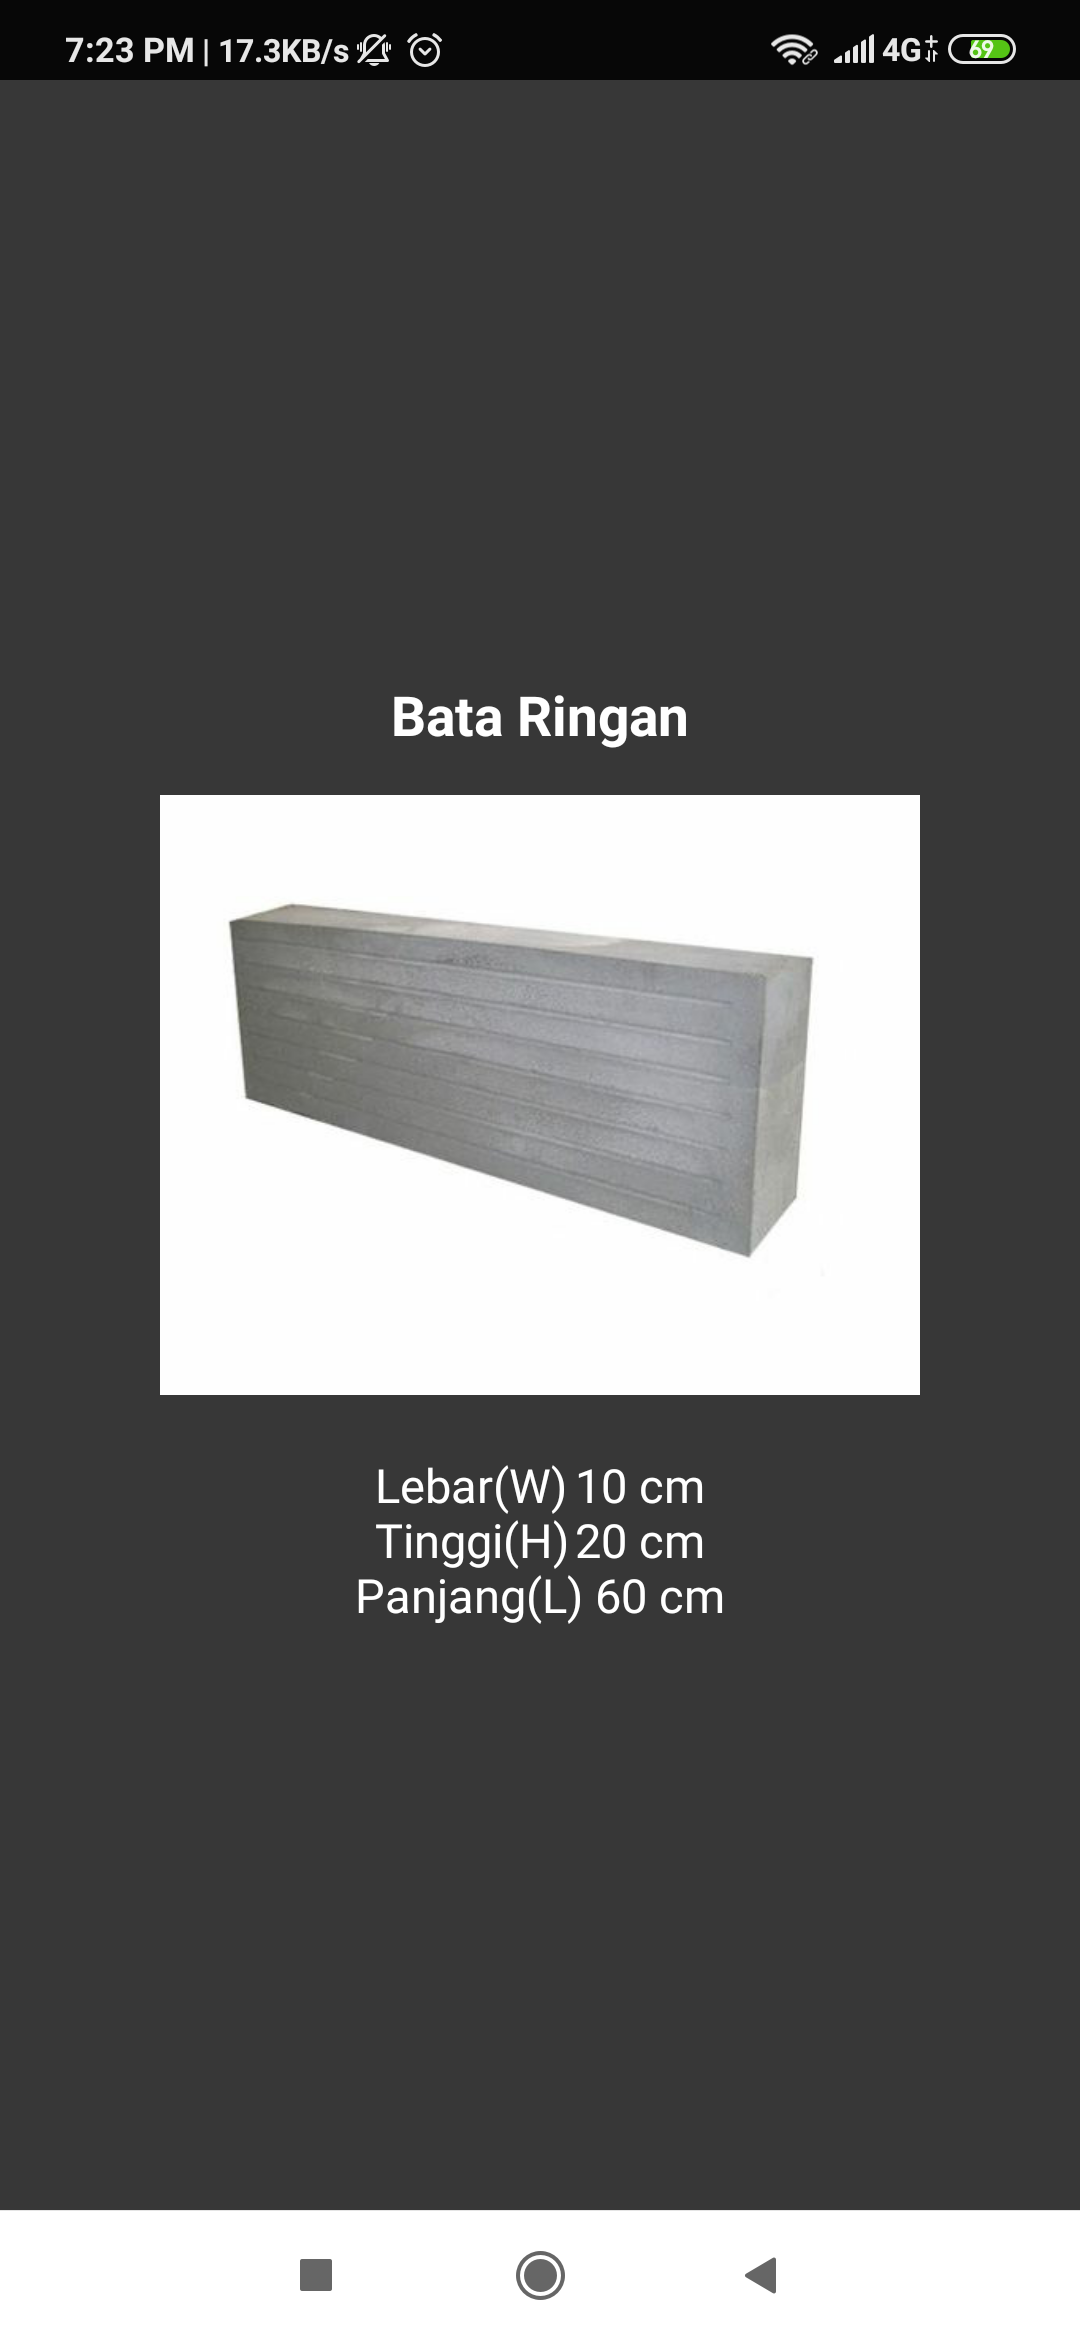 7:23 PM | 17.3KB/s 4G 69
Bata Ringan
Lebar(W) 10 cm
Tinggi(H) 20 cm
Panjang(L) 60 cm